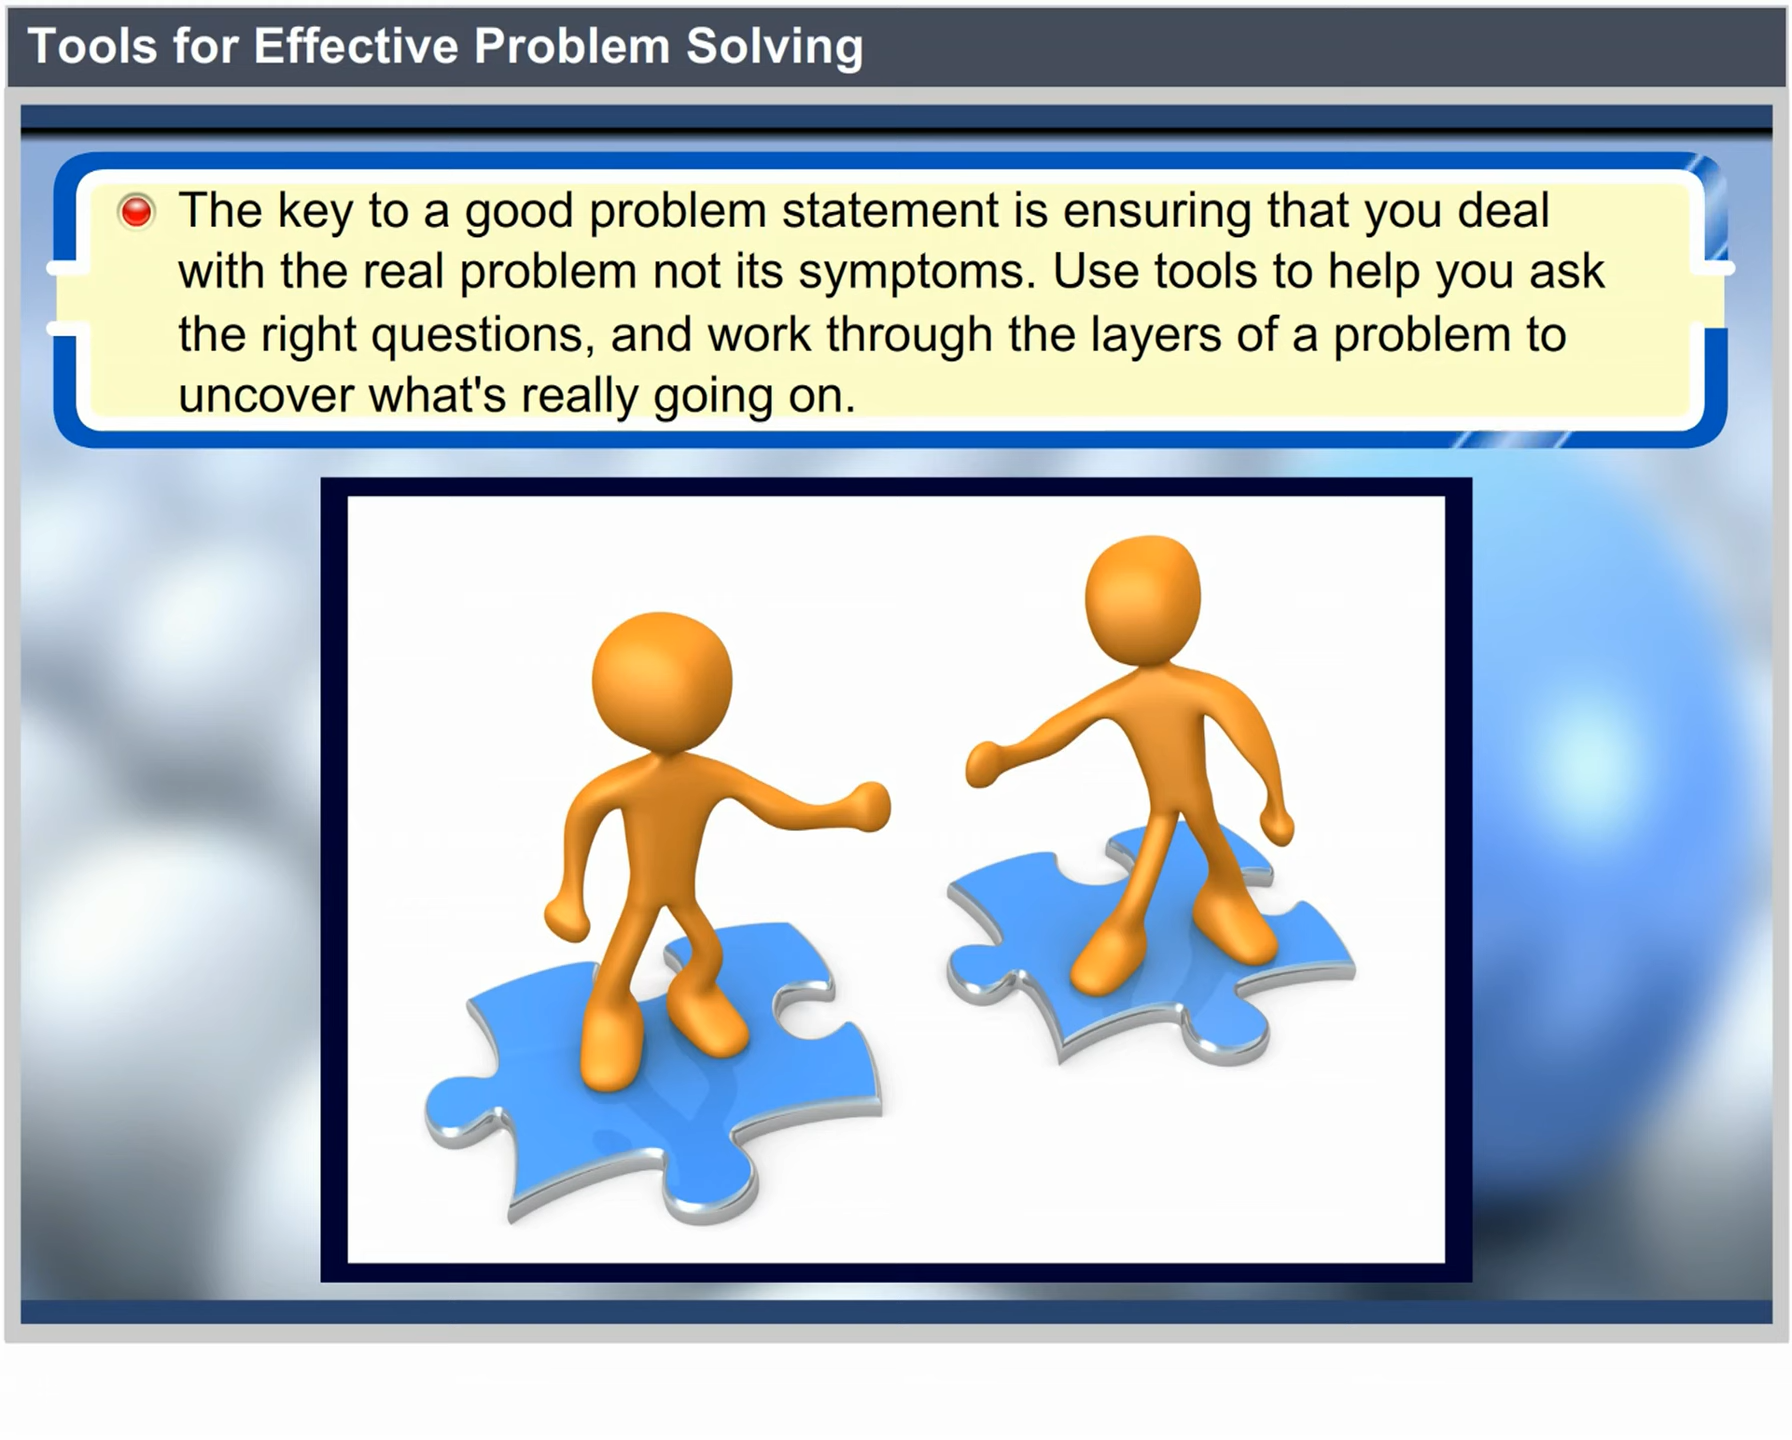 Tools for Effective Problem Solving
The key to a good problem statement is ensuring that you deal
with the real problem not its symptoms. Use tools to help you ask
the right questions, and work through the layers of a problem to
uncover what's really going on.